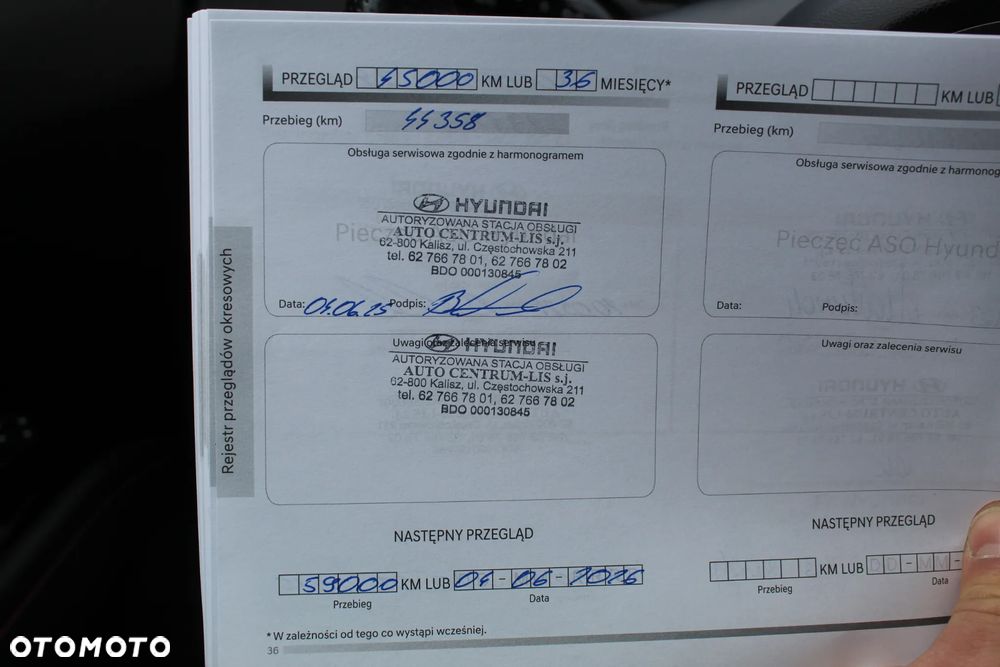 PRZEGLĄD 45000 KM LUB 36 MIESIĘCY*
Przebieg (km) 44358
Obsługa serwisowa zgodnie z harmonogramem
HYUNDAI
AUTORYZOWANA STACJA OBSŁUGI
AUTO CENTRUM-LIS s.j.
62-800 Kalisz, ul. Częstochowska 211
tel. 62 766 78 01, 62 766 78 02
BDO 000130845
Data: 04.06.25 Podpis:
Uwagi oraz zalecenia serwisu
HYUNDAI
AUTORYZOWANA STACJA OBSŁUGI
AUTO CENTRUM-LIS s.j.
62-800 Kalisz, ul. Częstochowska 211
tel. 62 766 78 01, 62 766 78 02
BDO 000130845
NASTĘPNY PRZEGLĄD
59000 KM LUB 04-06-2026
Przebieg Data
* W zależności od tego co wystąpi wcześniej.
36
Rejestr przeglądów okresowych
PRZEGLĄD KM LUB
Przebieg (km)
Obsługa serwisowa zgodnie z harmonog
Pieczęć ASO Hyund
Data: Podpis:
Uwagi oraz zalecenia serwisu
NASTĘPNY PRZEGLĄD
KM LUB DD-MM-
Przebieg Data
OTOMOTO